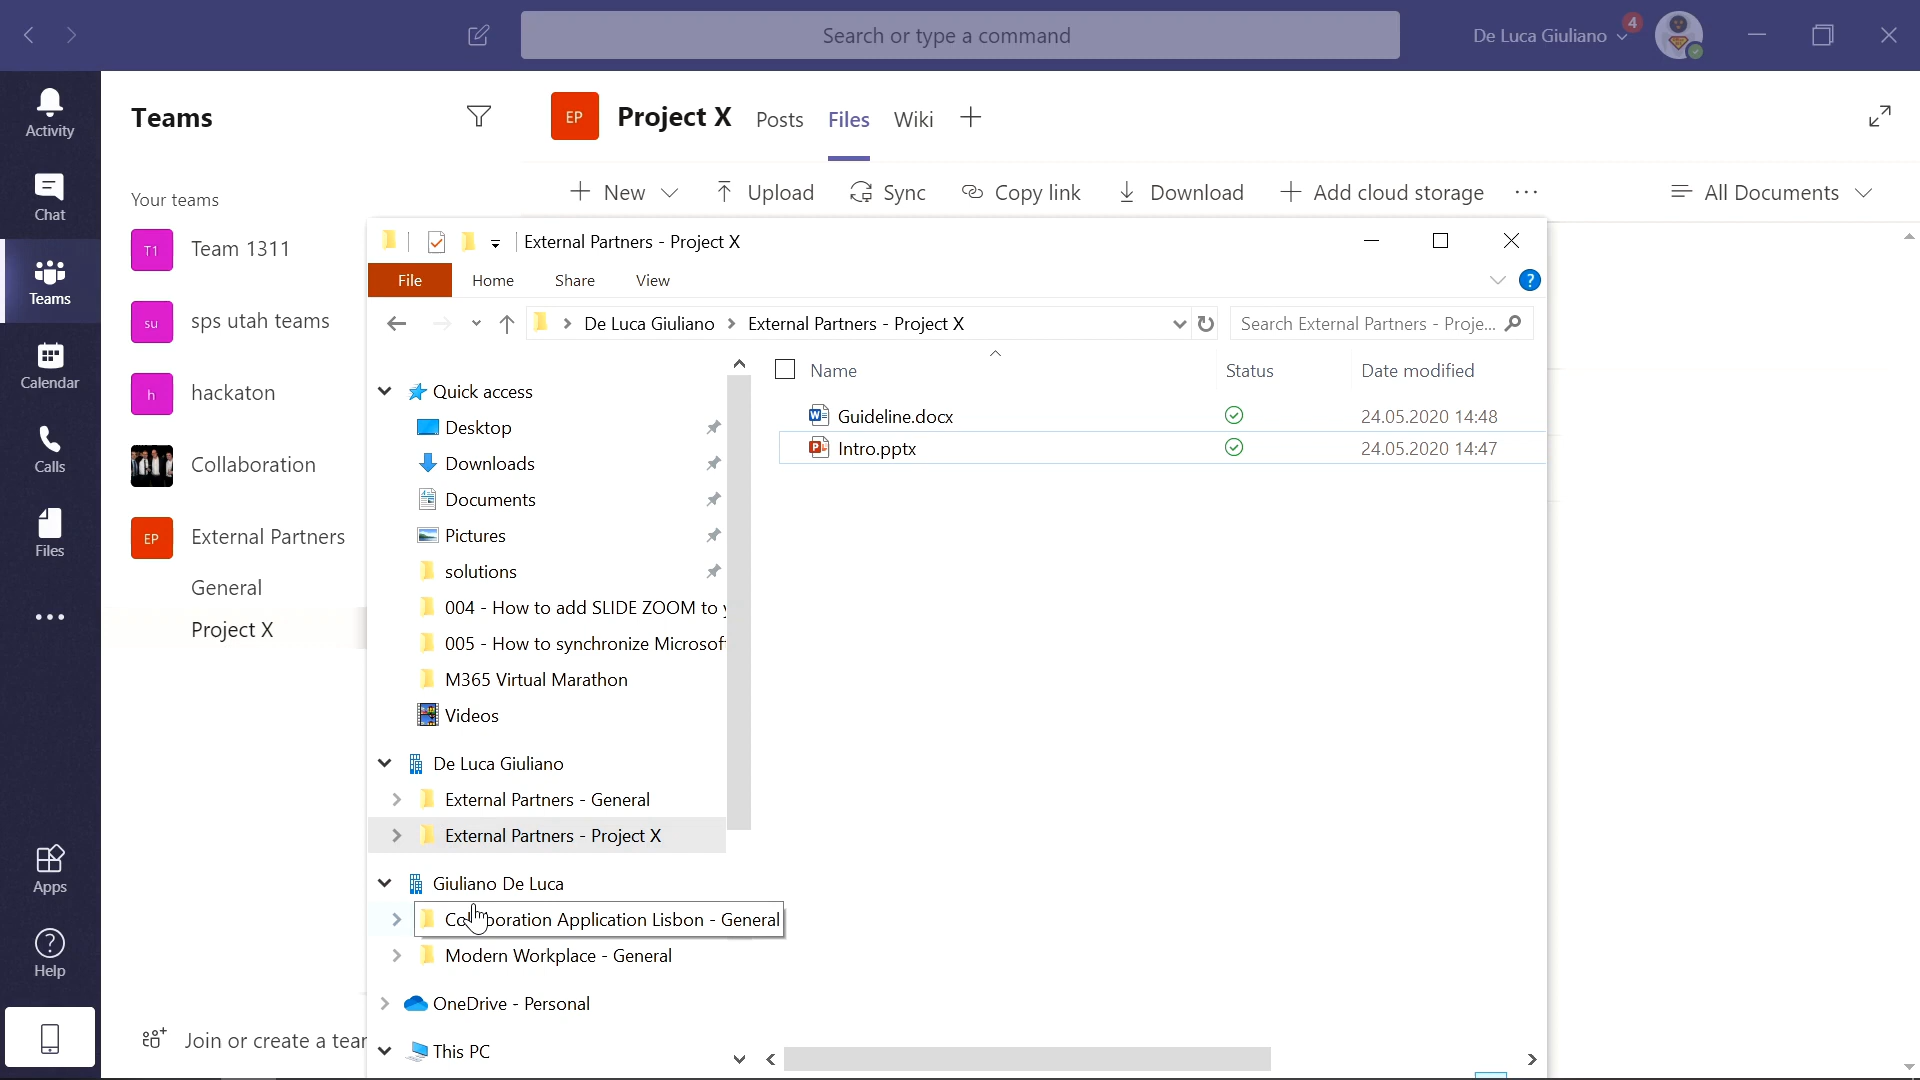 Search or type a command
De Luca Giuliano
4
Activity
Chat
Teams
Calendar
Calls
Files
Apps
Help
Teams
Your teams
T1 Team 1311
su sps utah teams
h hackaton
Collaboration
EP External Partners
General
Project X
Join or create a tea
EP Project X Posts Files Wiki
New Upload Sync Copy link Download Add cloud storage All Documents
External Partners - Project X
File Home Share View ?
De Luca Giuliano External Partners - Project X
Search External Partners - Proje...
Quick access
Desktop
Downloads
Documents
Pictures
solutions
004 - How to add SLIDE ZOOM to
005 - How to synchronize Microsof
M365 Virtual Marathon
Videos
De Luca Giuliano
External Partners - General
External Partners - Project X
Giuliano De Luca
Application Lisbon - General
Modern Workplace - General
OneDrive - Personal
This PC
Name Status Date modified
Guideline.docx 24.05.2020 14:48
Intro.pptx 24.05.2020 14:47